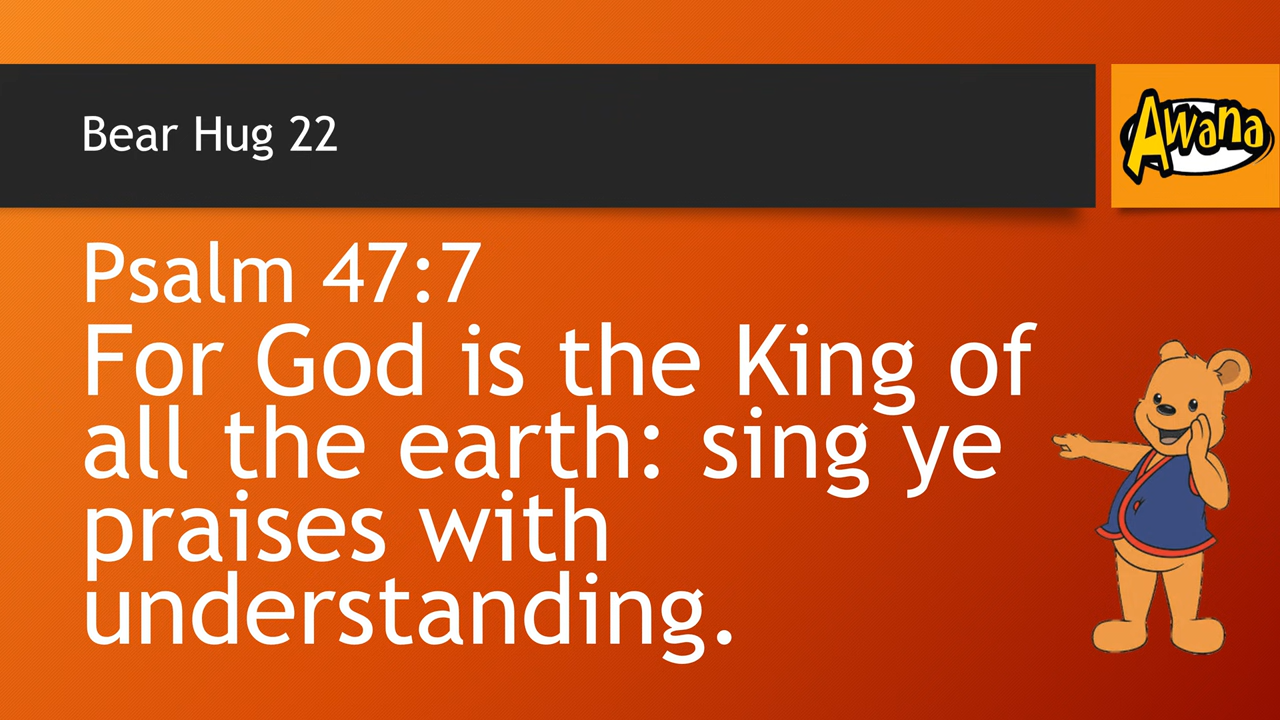 Bear Hug 22
Awana
Psalm 47:7
For God is the King of
all the earth: sing ye
praises with
understanding.